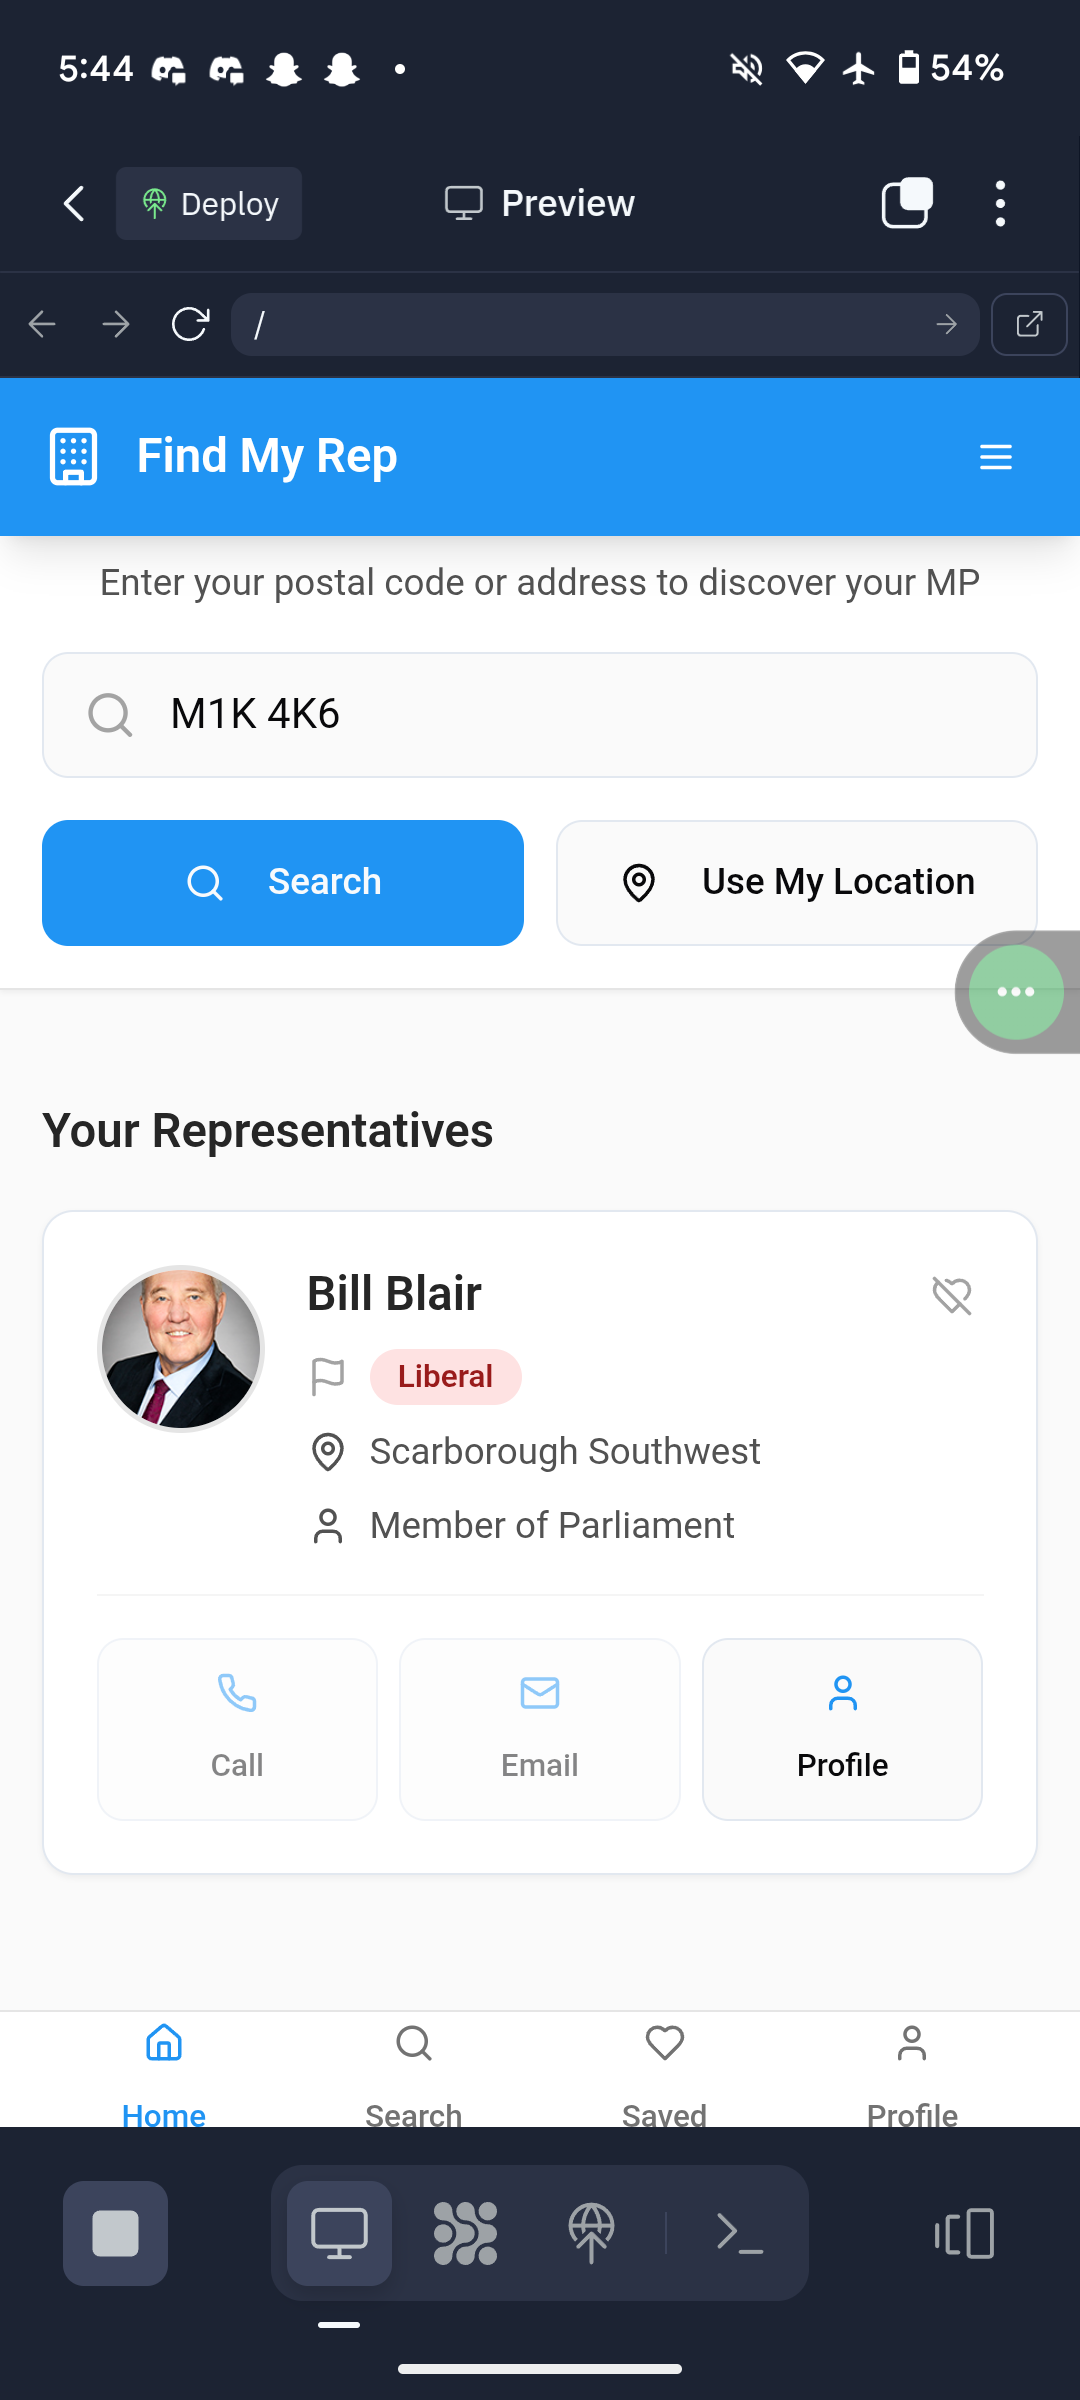 5:44 54%
Deploy Preview
/
Find My Rep
Enter your postal code or address to discover your MP
M1K 4K6
Search Use My Location
Your Representatives
Bill Blair
Liberal
Scarborough Southwest
Member of Parliament
Call Email Profile
Home Search Saved Profile